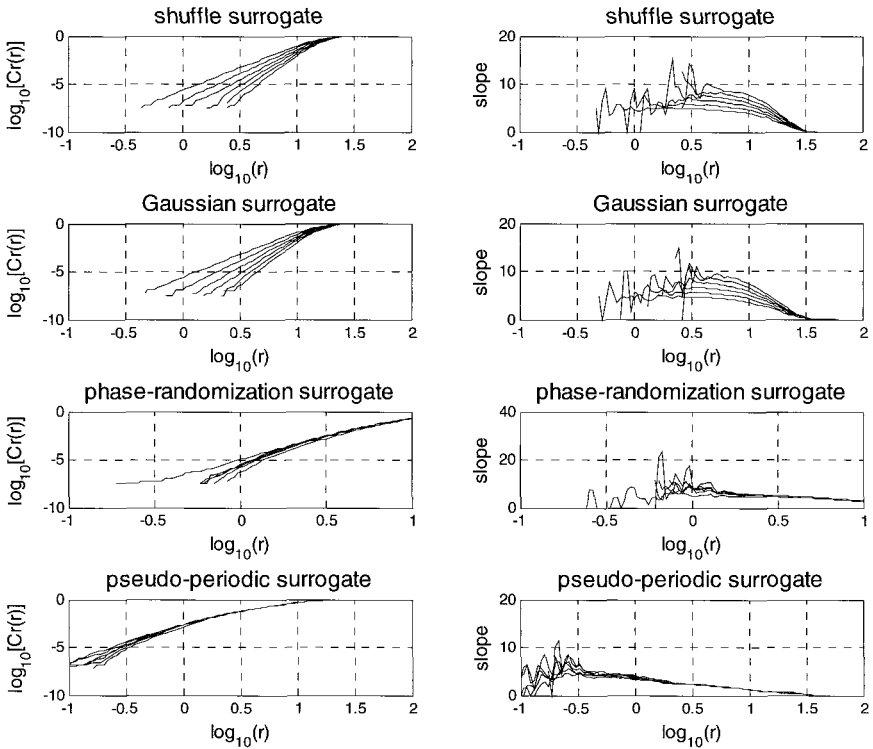 shuffle surrogate
0
-5
-10
log10[Cr(r)]
-1 -0.5 0 0.5 1 1.5 2
log10(r)
shuffle surrogate
20
10
0
slope
-1 -0.5 0 0.5 1 1.5 2
log10(r)
Gaussian surrogate
0
-5
-10
log10[Cr(r)]
-1 -0.5 0 0.5 1 1.5 2
log10(r)
Gaussian surrogate
20
10
0
slope
-1 -0.5 0 0.5 1 1.5 2
log10(r)
phase-randomization surrogate
0
-5
-10
log10[Cr(r)]
-1 -0.5 0 0.5 1
log10(r)
phase-randomization surrogate
40
20
0
slope
-1 -0.5 0 0.5 1
log10(r)
pseudo-periodic surrogate
0
-5
-10
log10[Cr(r)]
-1 -0.5 0 0.5 1 1.5 2
log10(r)
pseudo-periodic surrogate
20
10
0
slope
-1 -0.5 0 0.5 1 1.5 2
log10(r)